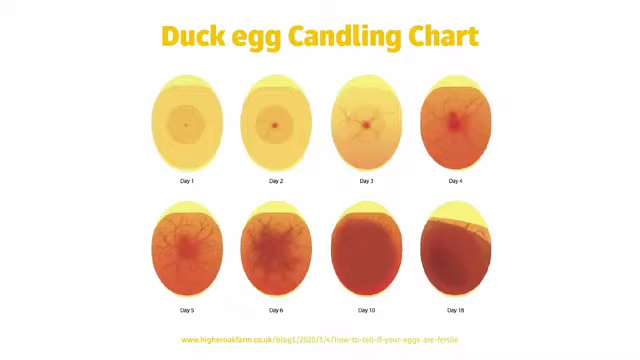 Duck egg Candling Chart
Day 1
Day 2
Day 3
Day 4
Day 5
Day 6
Day 10
Day 18
www.higheroakfarm.co.uk/blog1/2020/3/4/how-to-tell-if-your-eggs-are-fertile